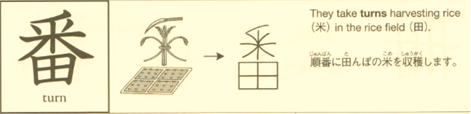 番
turn
They take turns harvesting rice
(米) in the rice field (田).
じゅんばん た こめ しゅうかく
順番に田んぼの米を収穫します。